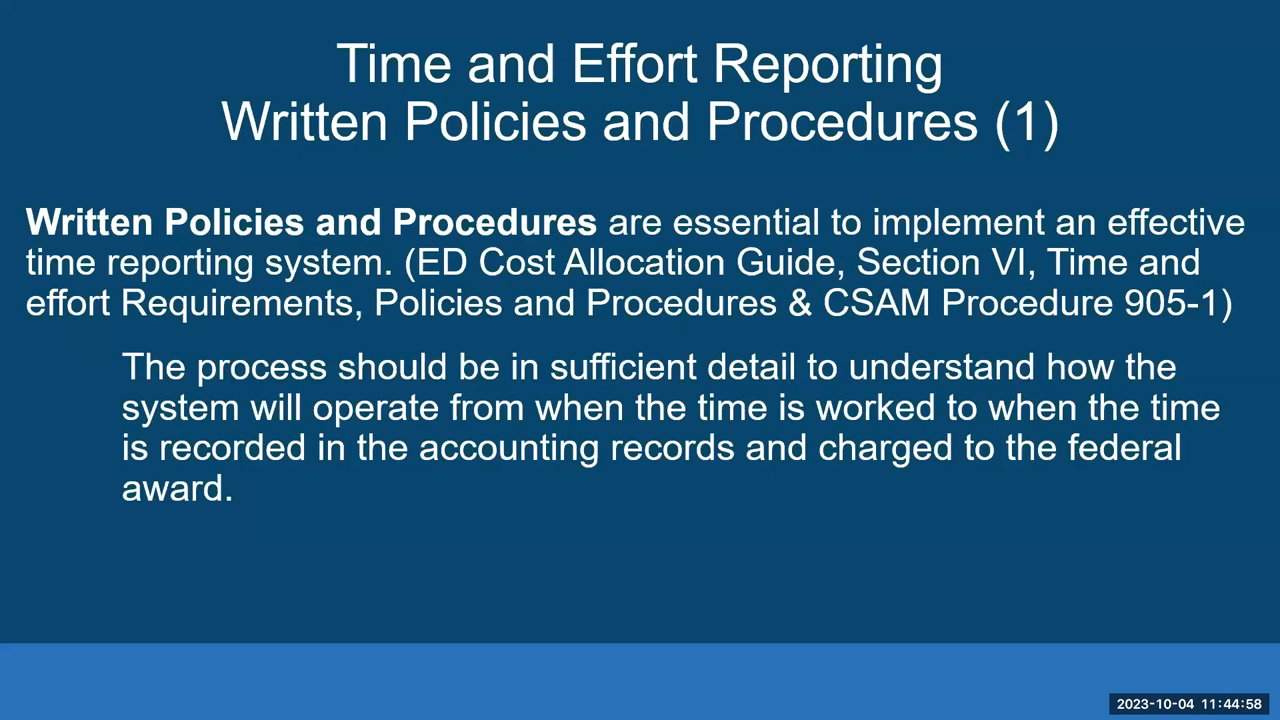 Time and Effort Reporting
Written Policies and Procedures (1)
Written Policies and Procedures are essential to implement an effective
time reporting system. (ED Cost Allocation Guide, Section VI, Time and
effort Requirements, Policies and Procedures & CSAM Procedure 905-1)
The process should be in sufficient detail to understand how the
system will operate from when the time is worked to when the time
is recorded in the accounting records and charged to the federal
award.
2023-10-04 11:44:58